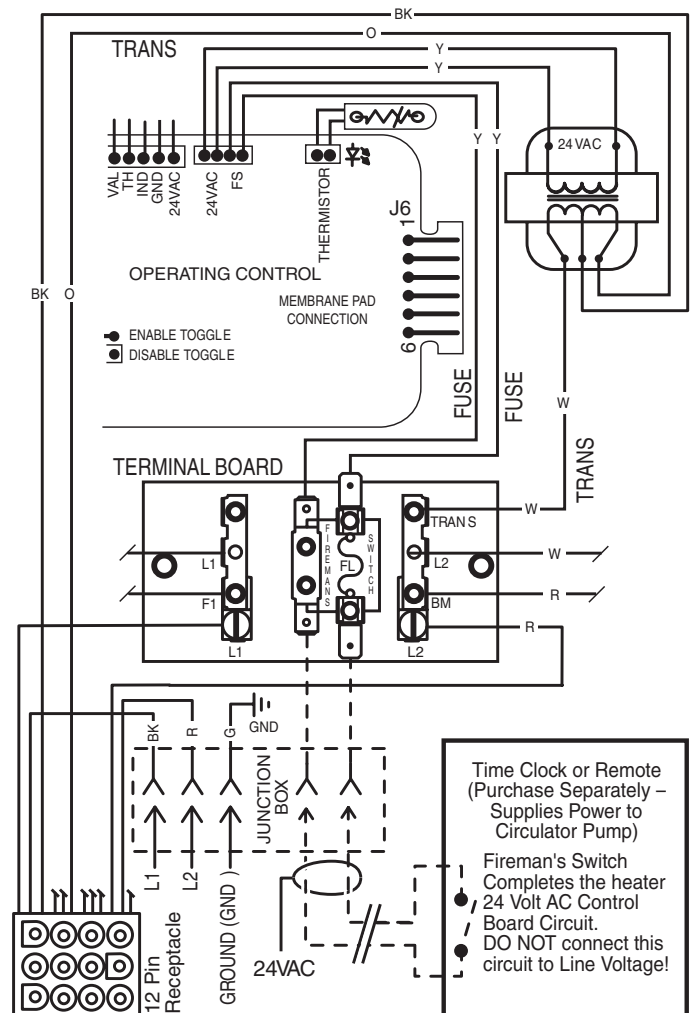 BK
O
TRANS
Y
Y
Y Y
24VAC
VAL
TH
IND
GND
24VAC
24VAC
FS
THERMISTOR
J6
1
OPERATING CONTROL
MEMBRANE PAD
CONNECTION
BK O
ENABLE TOGGLE
DISABLE TOGGLE
6
FUSE
FUSE
W
TRANS
TERMINAL BOARD
W
TRANS
FIREMANS
SWITCH
FL
L1
L2
W
F1
BM
R
L1
L2
R
BK
R
G
GND
JUNCTION
BOX
L1
L2
GROUND (GND )
24VAC
12 Pin
Receptacle
Time Clock or Remote
(Purchase Separately –
Supplies Power to
Circulator Pump)
Fireman's Switch
Completes the heater
24 Volt AC Control
Board Circuit.
DO NOT connect this
circuit to Line Voltage!